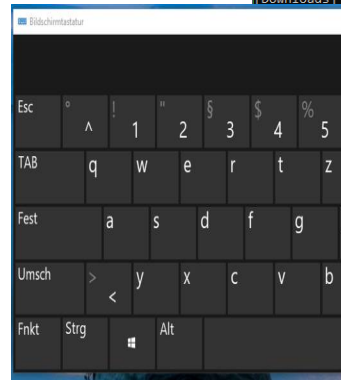 [Downloads]
Bildschirmtastatur
Esc ° ^ ! 1 " 2 § 3 $ 4 % 5
TAB q w e r t z
Fest a s d f g
Umsch > < y x c v b
Fnkt Strg Alt